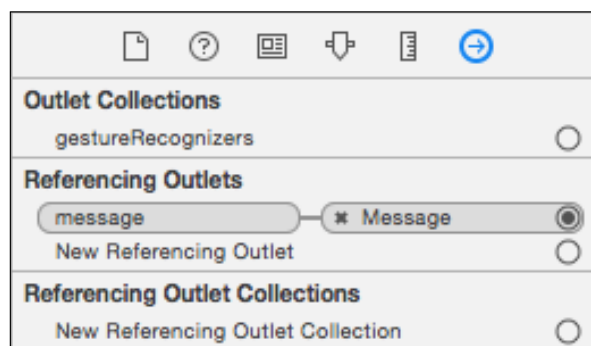 Outlet Collections
gestureRecognizers
Referencing Outlets
message Message
New Referencing Outlet
Referencing Outlet Collections
New Referencing Outlet Collection